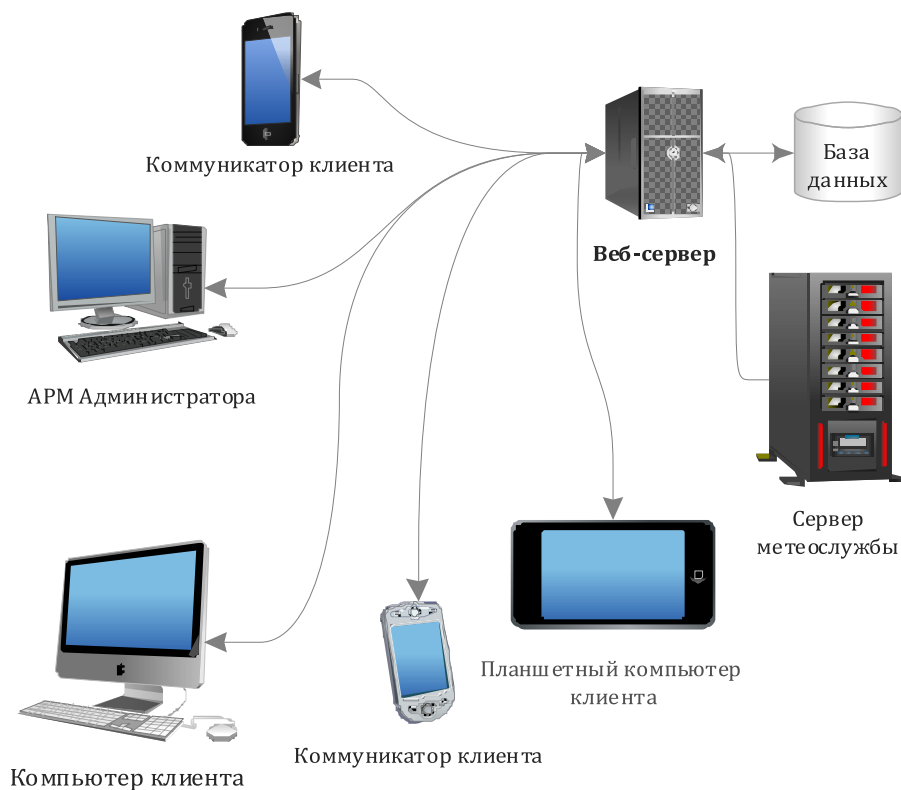 Коммуникатор клиента
База
данных
Веб-сервер
АРМ Администратора
Сервер
метеослужбы
Планшетный компьютер
клиента
Коммуникатор клиента
Компьютер клиента